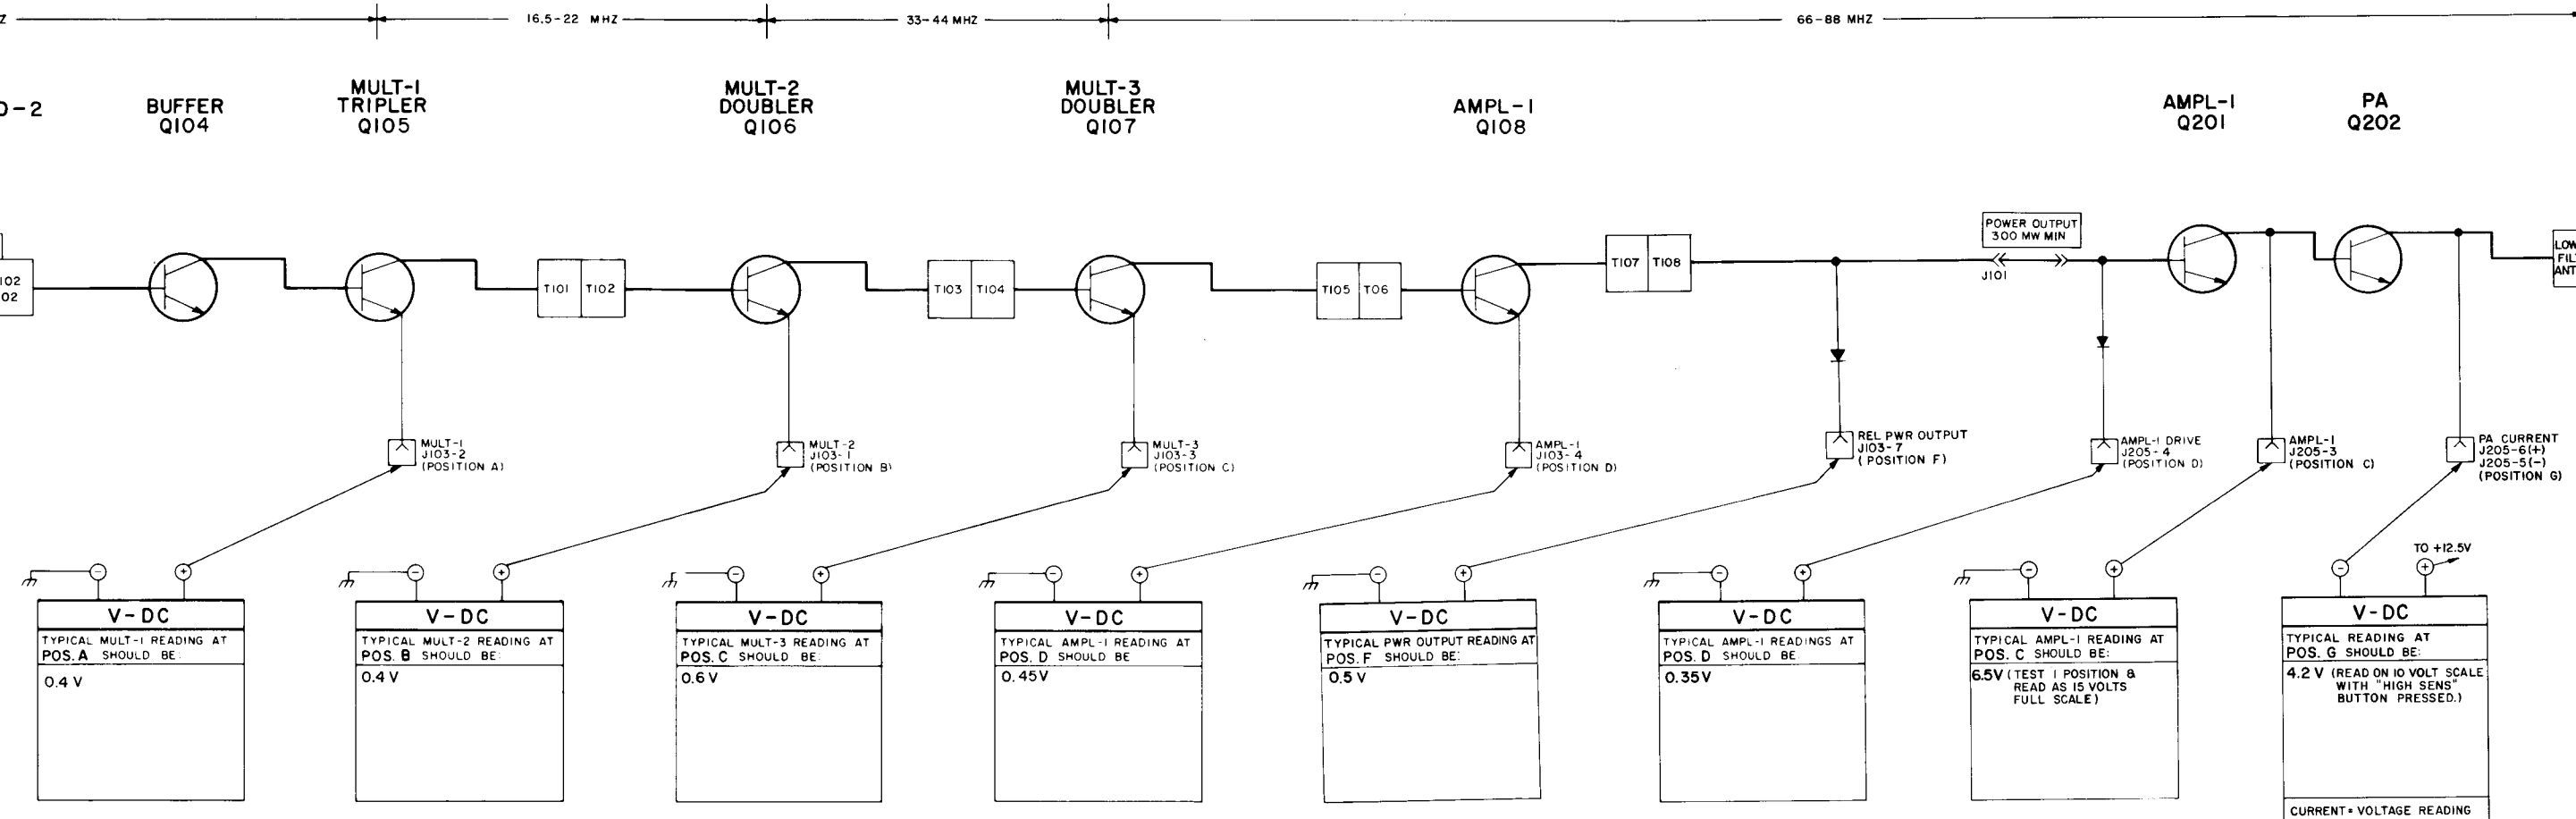 Z
16.5-22 MHZ
33-44 MHZ
66-88 MHZ
D-2
BUFFER
Q104
MULT-1
TRIPLER
Q105
MULT-2
DOUBLER
Q106
MULT-3
DOUBLER
Q107
AMPL-1
Q108
AMPL-1
Q201
PA
Q202
102
02
T101 T102
T103 T104
T105 T06
T107 T108
POWER OUTPUT
300 MW MIN
J101
LOW
FIL
ANT
MULT-1
J103-2
(POSITION A)
MULT-2
J103-1
(POSITION B)
MULT-3
J103-3
(POSITION C)
AMPL-1
J103-4
(POSITION D)
REL PWR OUTPUT
J103-7
(POSITION F)
AMPL-1 DRIVE
J205-4
(POSITION D)
AMPL-1
J205-3
(POSITION C)
PA CURRENT
J205-6(+)
J205-5(-)
(POSITION G)
TO +12.5V
V-DC
TYPICAL MULT-1 READING AT
POS. A SHOULD BE:
0.4 V
V-DC
TYPICAL MULT-2 READING AT
POS. B SHOULD BE:
0.4 V
V-DC
TYPICAL MULT-3 READING AT
POS. C SHOULD BE:
0.6 V
V-DC
TYPICAL AMPL-1 READING AT
POS. D SHOULD BE
0.45V
V-DC
TYPICAL PWR OUTPUT READING AT
POS. F SHOULD BE:
0.5 V
V-DC
TYPICAL AMPL-1 READINGS AT
POS. D SHOULD BE
0.35V
V-DC
TYPICAL AMPL-1 READING AT
POS. C SHOULD BE:
6.5V (TEST 1 POSITION &
READ AS 15 VOLTS
FULL SCALE)
V-DC
TYPICAL READING AT
POS. G SHOULD BE:
4.2 V (READ ON 10 VOLT SCALE
WITH "HIGH SENS"
BUTTON PRESSED.)
CURRENT = VOLTAGE READING